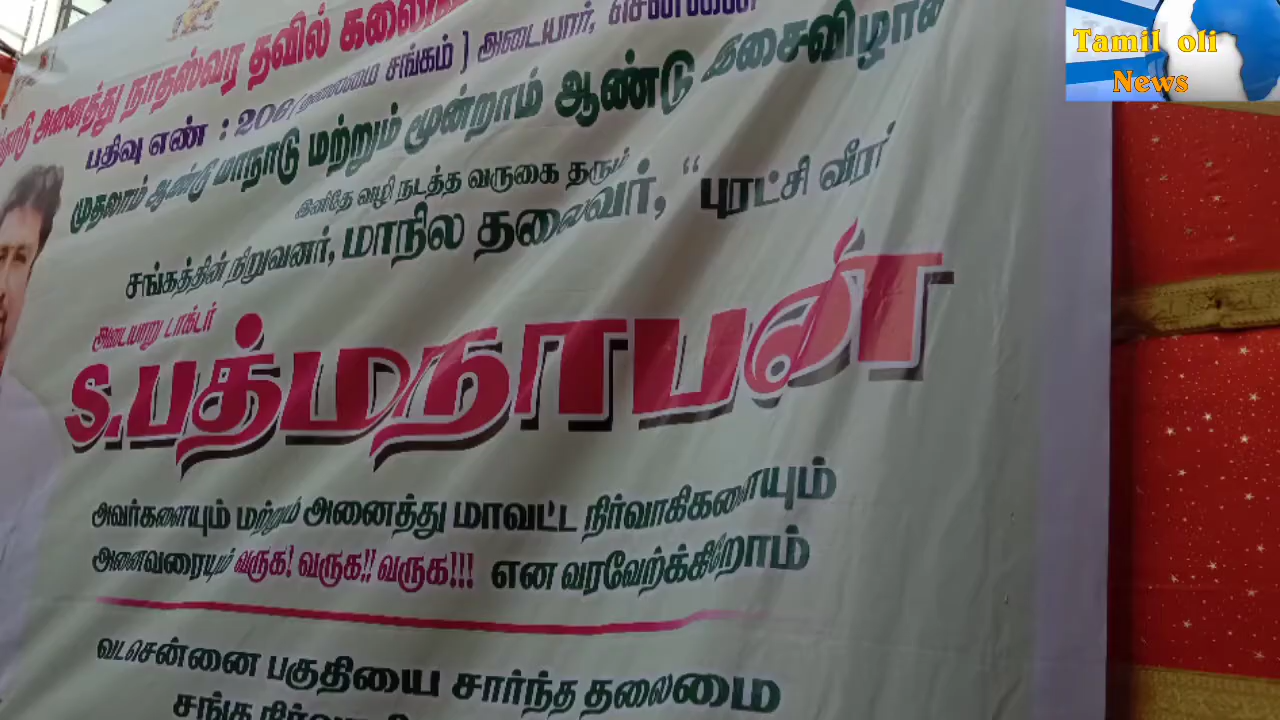 அனைத்து நாதஸ்வர தவில்
பதிவு எண் : 206 (தலைமை சங்கம்) அடையார், சென்னை
முதலாம் ஆண்டு மாநாடு மற்றும் மூன்றாம் ஆண்டு இசைவிழா
இனிதே வழி நடத்த வருகை தரும்
சங்கத்தின் நிறுவனர், மாநில தலைவர், "புரட்சி வீரர்
அடையாறு டாக்டர்
S.பத்மநாபன்
அவர்களையும் மற்றும் அனைத்து மாவட்ட நிர்வாகிகளையும்
அனைவரையும் வருக! வருக!! வருக!!! என வரவேற்க்கிறோம்
வடசென்னை பகுதியை சார்ந்த தலைமை
சங்க
Tamil oli
News